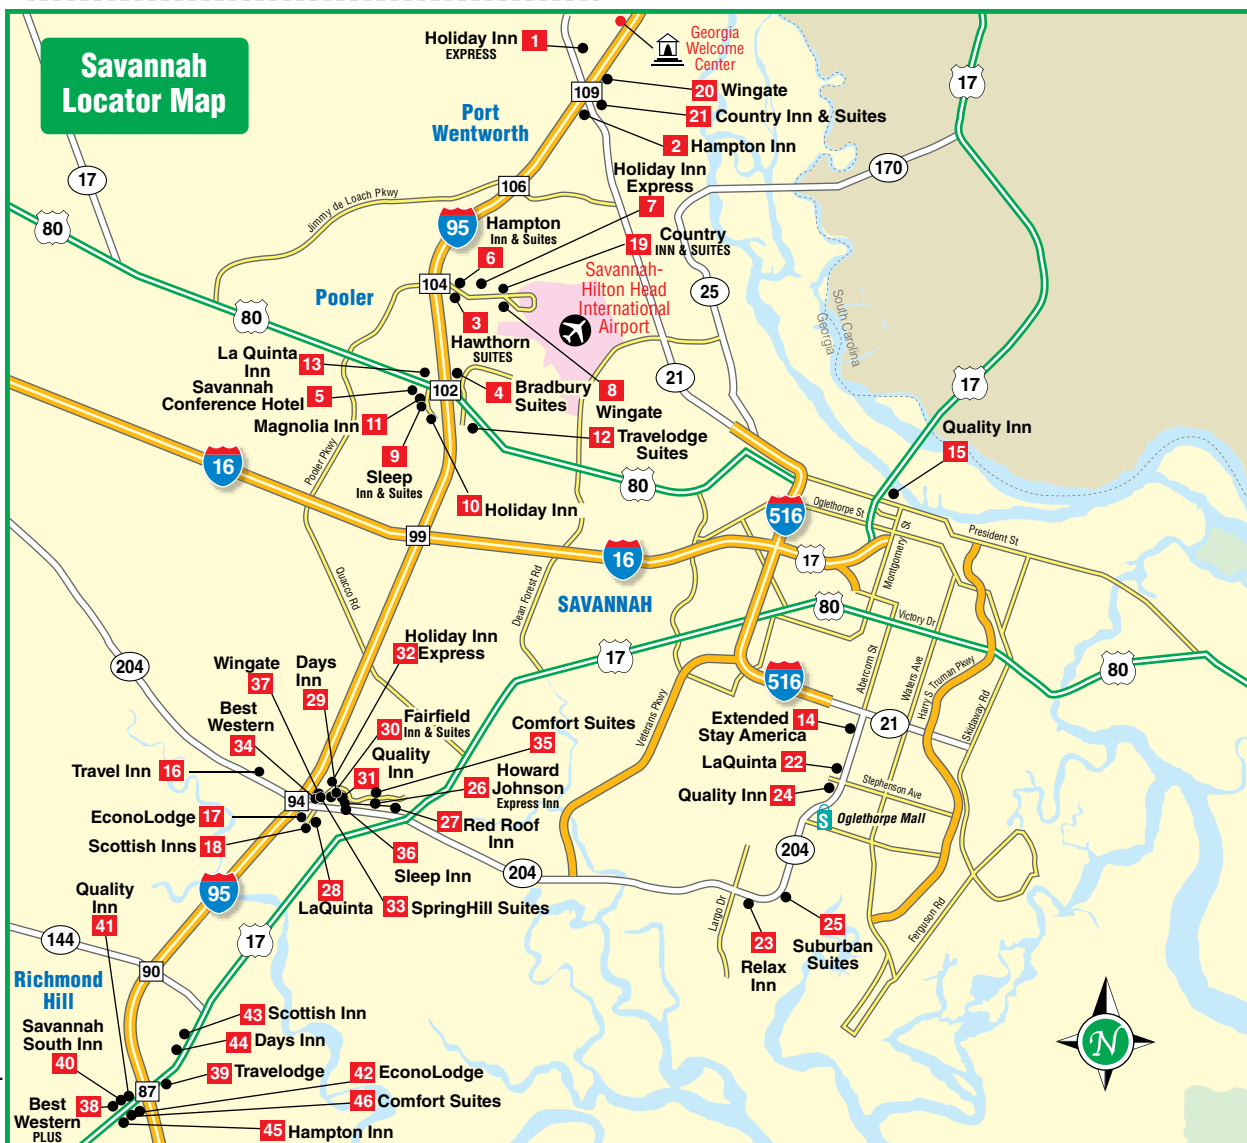 Savannah
Locator Map
Holiday Inn
EXPRESS
1
Georgia
Welcome
Center
109
20 Wingate
21 Country Inn & Suites
2 Hampton Inn
Port
Wentworth
17
17
170
Holiday Inn
Express
7
106
Jimmy de Loach Pkwy
80
95
Hampton
Inn & Suites
6
19
Country
INN & SUITES
Savannah-
Hilton Head
International
Airport
104
Pooler
25
South Carolina
Georgia
80
3
Hawthorn
SUITES
La Quinta
Inn
13
102
4
Bradbury
Suites
8
Wingate
21
17
Savannah
Conference Hotel
5
Magnolia Inn 11
9
Sleep
Inn & Suites
12
Travelodge
Suites
Quality Inn
15
Pooler Pkwy
16
80
10 Holiday Inn
516
Oglethorpe St
Montgomery St
President St
99
16
17
Quacco Rd
Dean Forest Rd
SAVANNAH
80
Victory Dr
204
Wingate
37
Days
Inn
29
32
Holiday Inn
Express
17
516
Abercorn St
Waters Ave
Harry S. Truman Pkwy
Skidaway Rd
80
Best
Western
34
30
Fairfield
Inn & Suites
Comfort Suites
35
Veterans Pkwy
Extended
Stay America
14
21
Travel Inn 16
31
Quality
Inn
26
Howard
Johnson
Express Inn
LaQuinta 22
Quality Inn 24
Stephenson Ave
94
EconoLodge 17
27
Red Roof
Inn
S Oglethorpe Mall
Scottish Inns 18
36
Sleep Inn
204
204
95
28
LaQuinta
33 SpringHill Suites
Quality
Inn
41
17
Largo Dr
23
Relax
Inn
25
Suburban
Suites
Ferguson Rd
144
90
Richmond
Hill
43 Scottish Inn
Savannah
South Inn
40
44 Days Inn
N
39 Travelodge
42 EconoLodge
87
Best
Western
PLUS
38
46 Comfort Suites
45 Hampton Inn